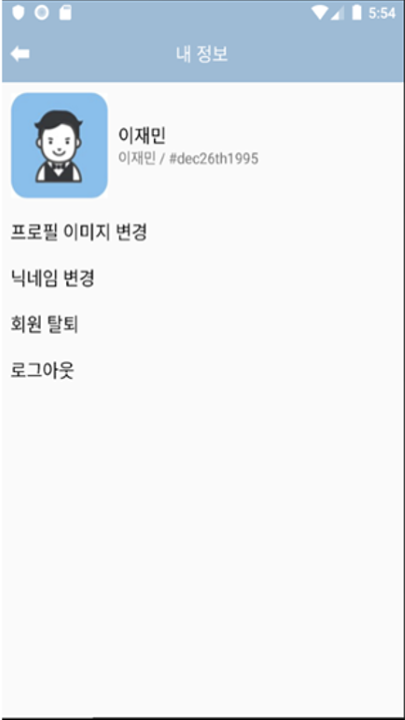 5:54
내 정보
이재민
이재민 / #dec26th1995
프로필 이미지 변경
닉네임 변경
회원 탈퇴
로그아웃